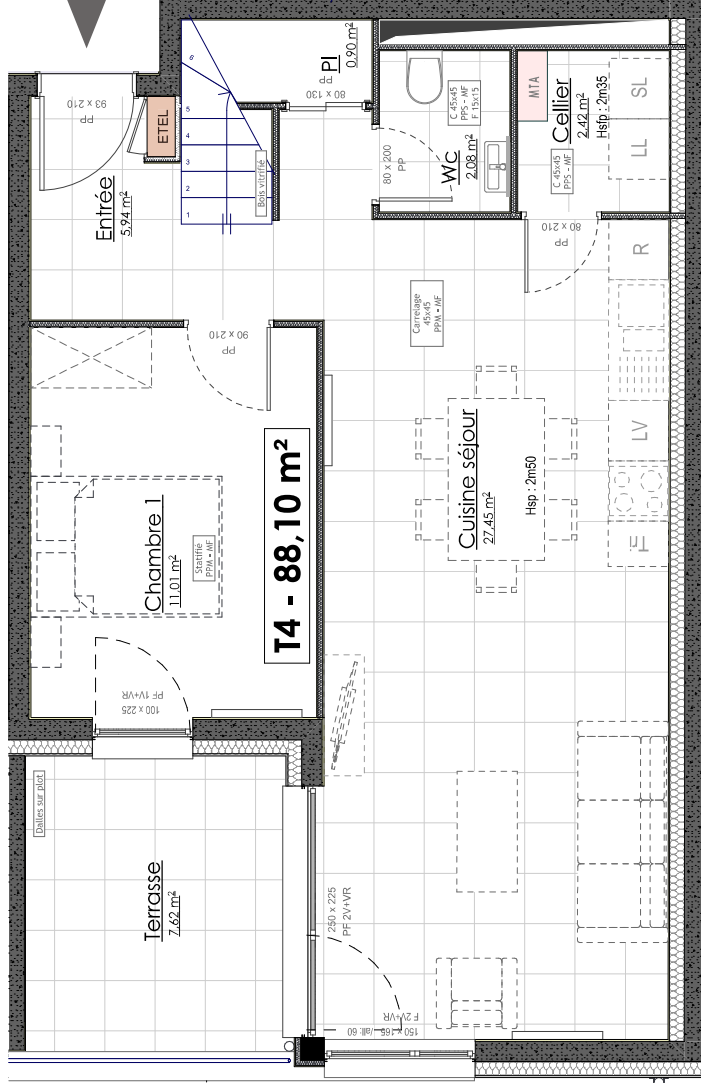 Pl
0.90 m²
PP
80 x 130
93 x 210
PP
ETEL
6
5
4
3
2
1
Bois vitrifié
Entrée
5.94 m²
80 x 200
PP
WC
2.08 m²
C 45x45
PPS - MF
F 15x15
MTA
Cellier
2.42 m²
Hsfp : 2m35
C 45x45
PPS - MF
SL
LL
80 x 210
PP
90 x 210
PP
Carrelage
45x45
PPM - MF
R
LV
Chambre 1
11.01 m²
Statifié
PPM - MF
T4 - 88,10 m²
Cuisine séjour
27.45 m²
Hsp : 2m50
100 x 225
PF 1V+VR
Dalles sur plot
Terrasse
7.62 m²
250 x 225
PF 2V+VR
150 x 165 /all: 60
F 2V+VR